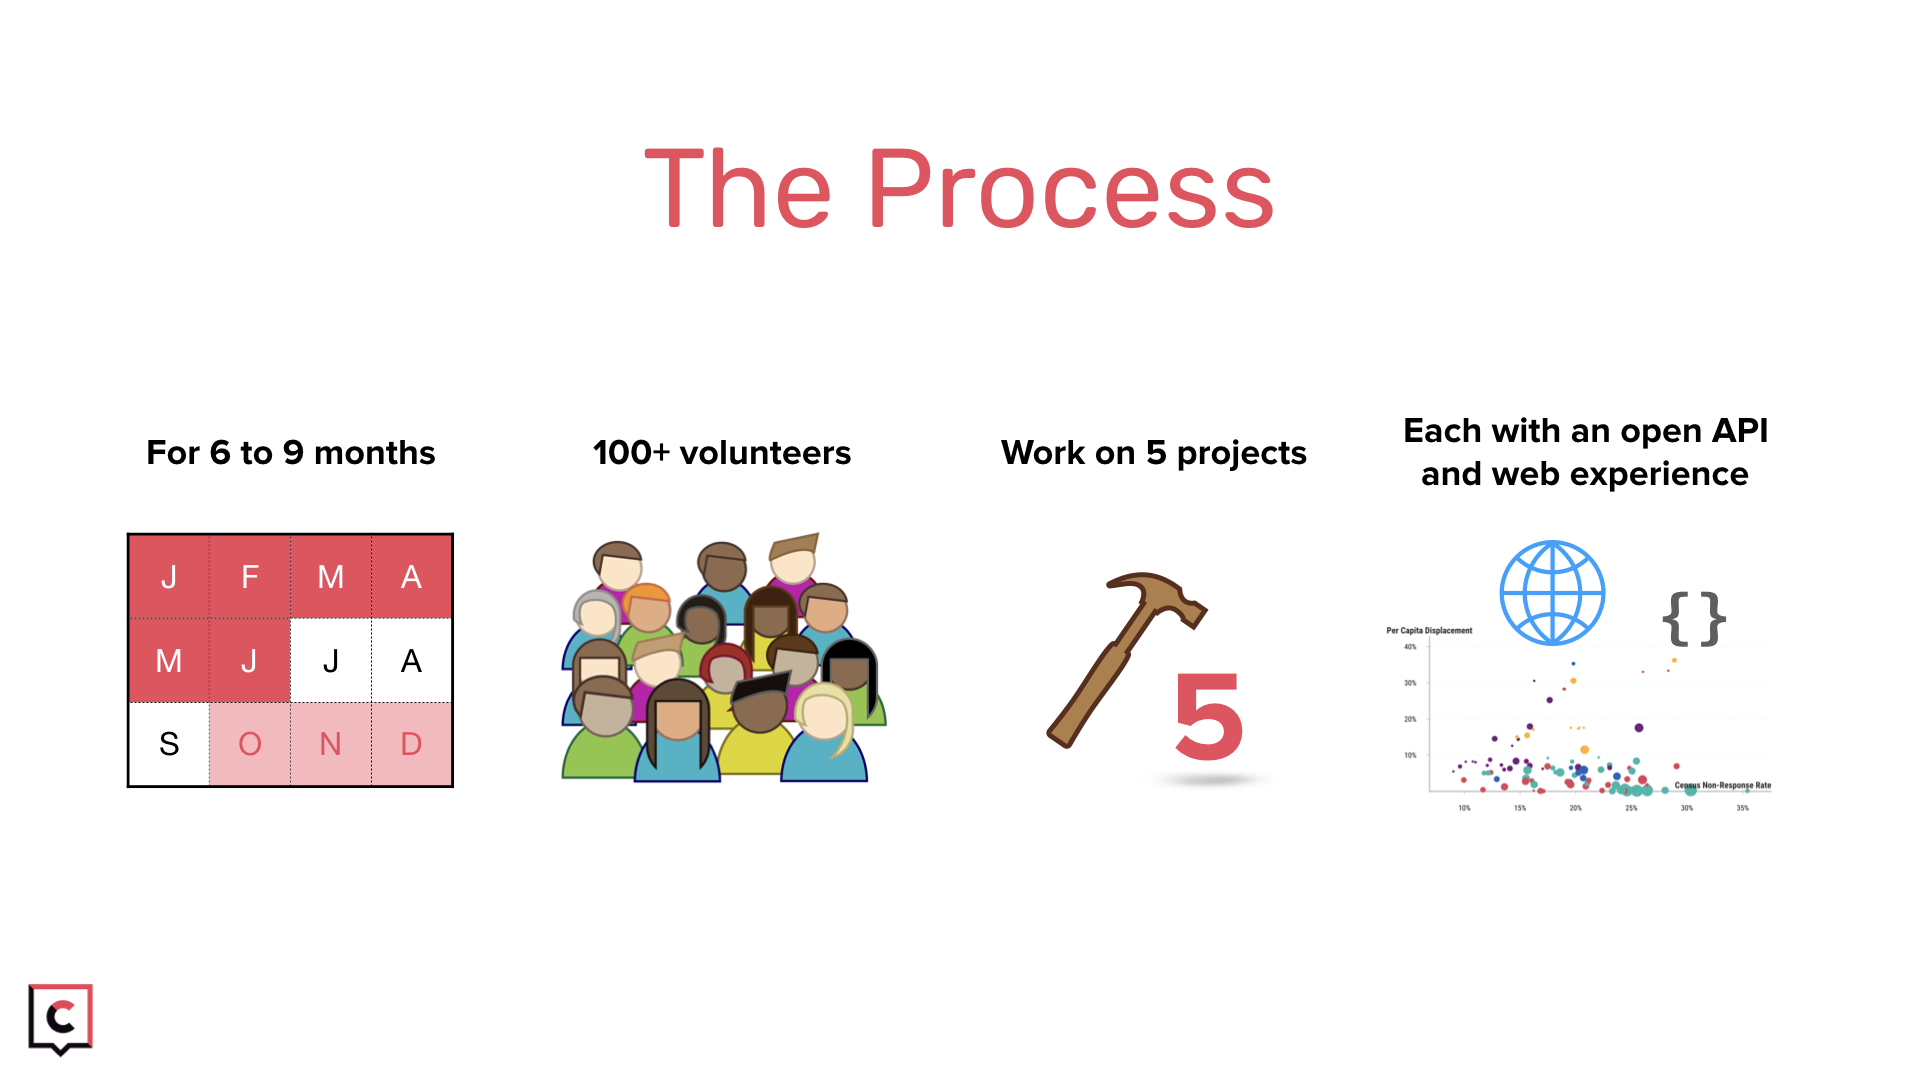 The Process
For 6 to 9 months
J F M A
M J J A
S O N D
100+ volunteers
Work on 5 projects
5
Each with an open API
and web experience
{}
Per Capita Displacement
40%
30%
20%
10%
Census Non-Response Rate
10% 15% 20% 25% 30% 35%
C